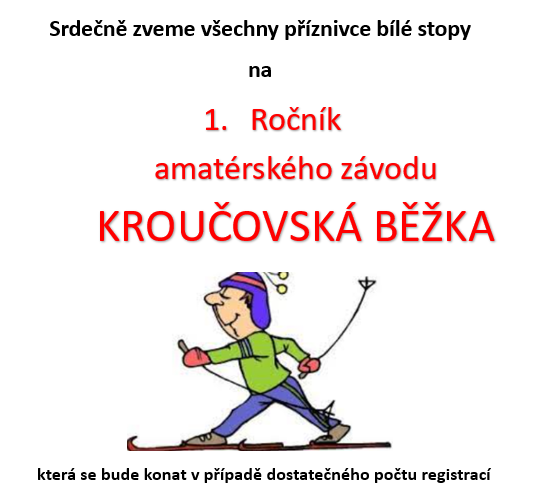 Srdečně zveme všechny příznivce bílé stopy
na
1. Ročník
amatérského závodu
KROUČOVSKÁ BĚŽKA
která se bude konat v případě dostatečného počtu registrací